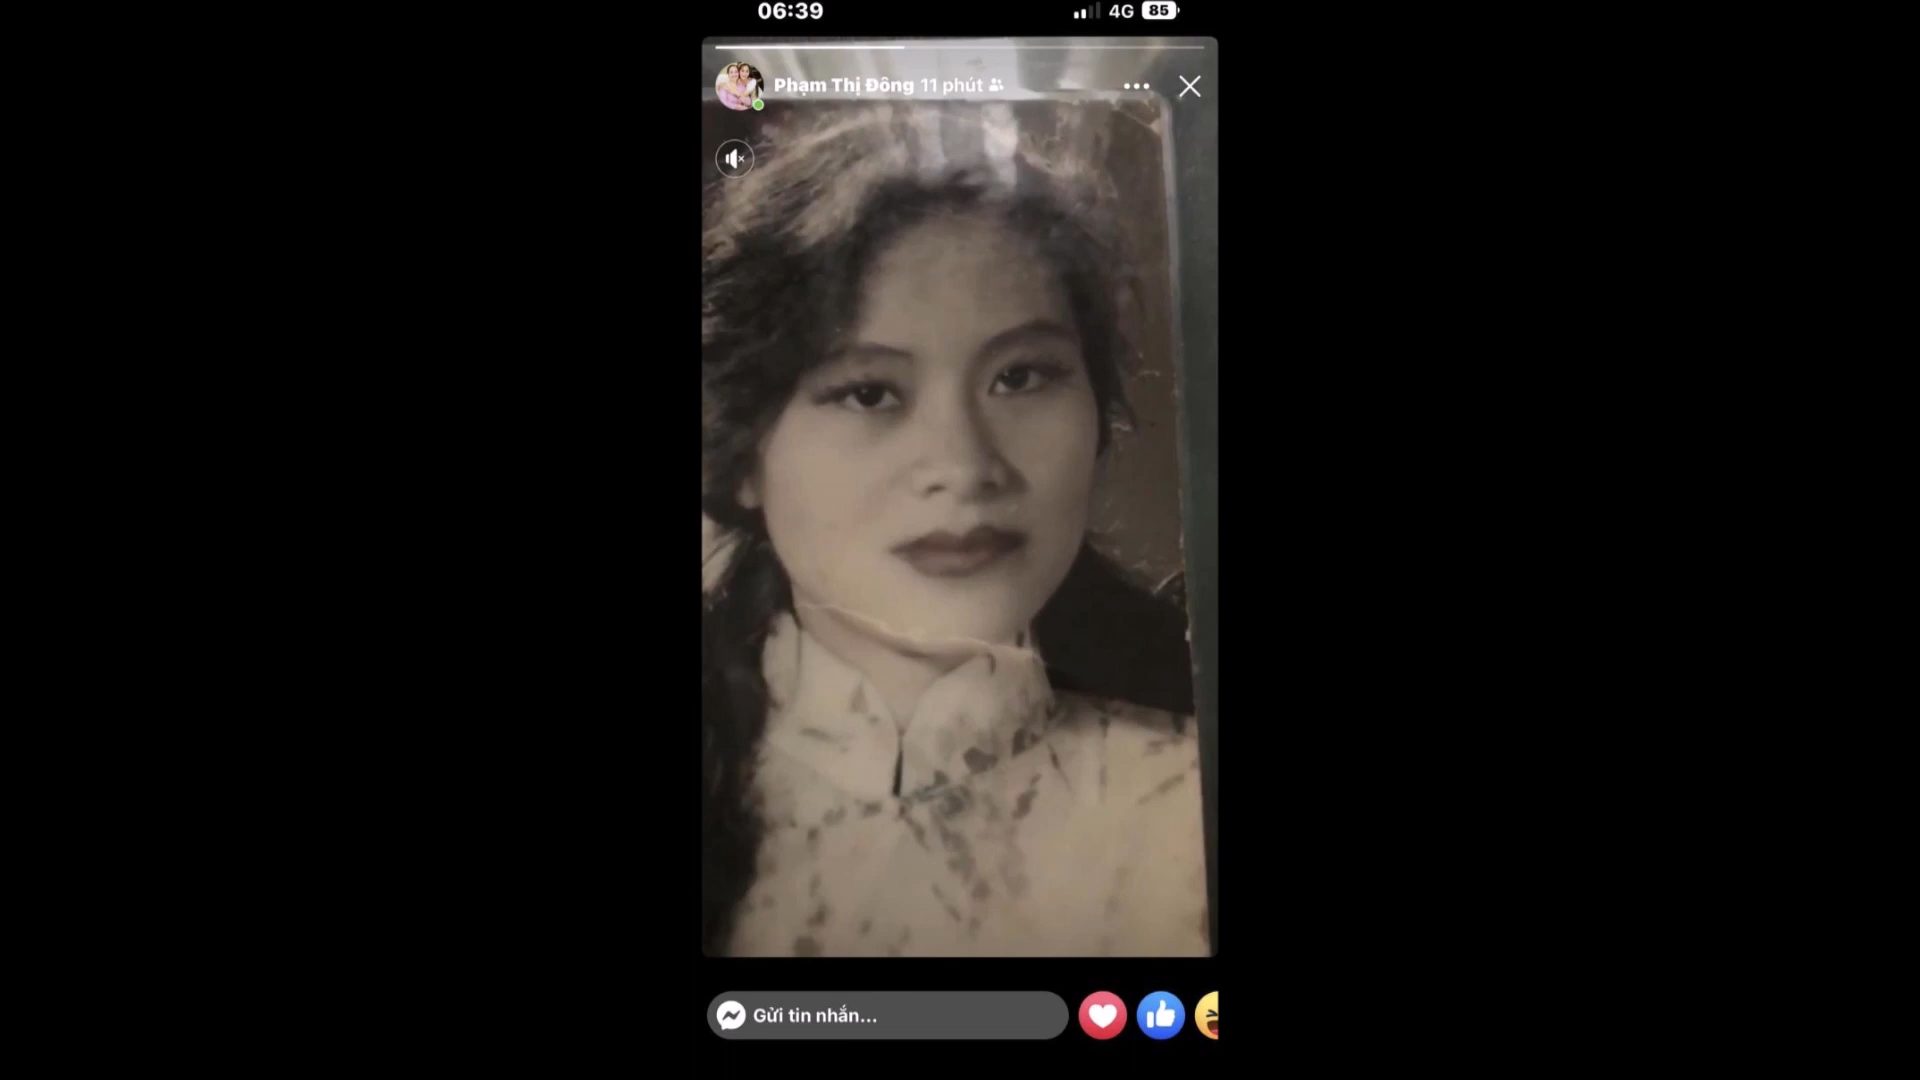 06:39 4G 85
Phạm Thị Đông 11 phút
Gửi tin nhắn...